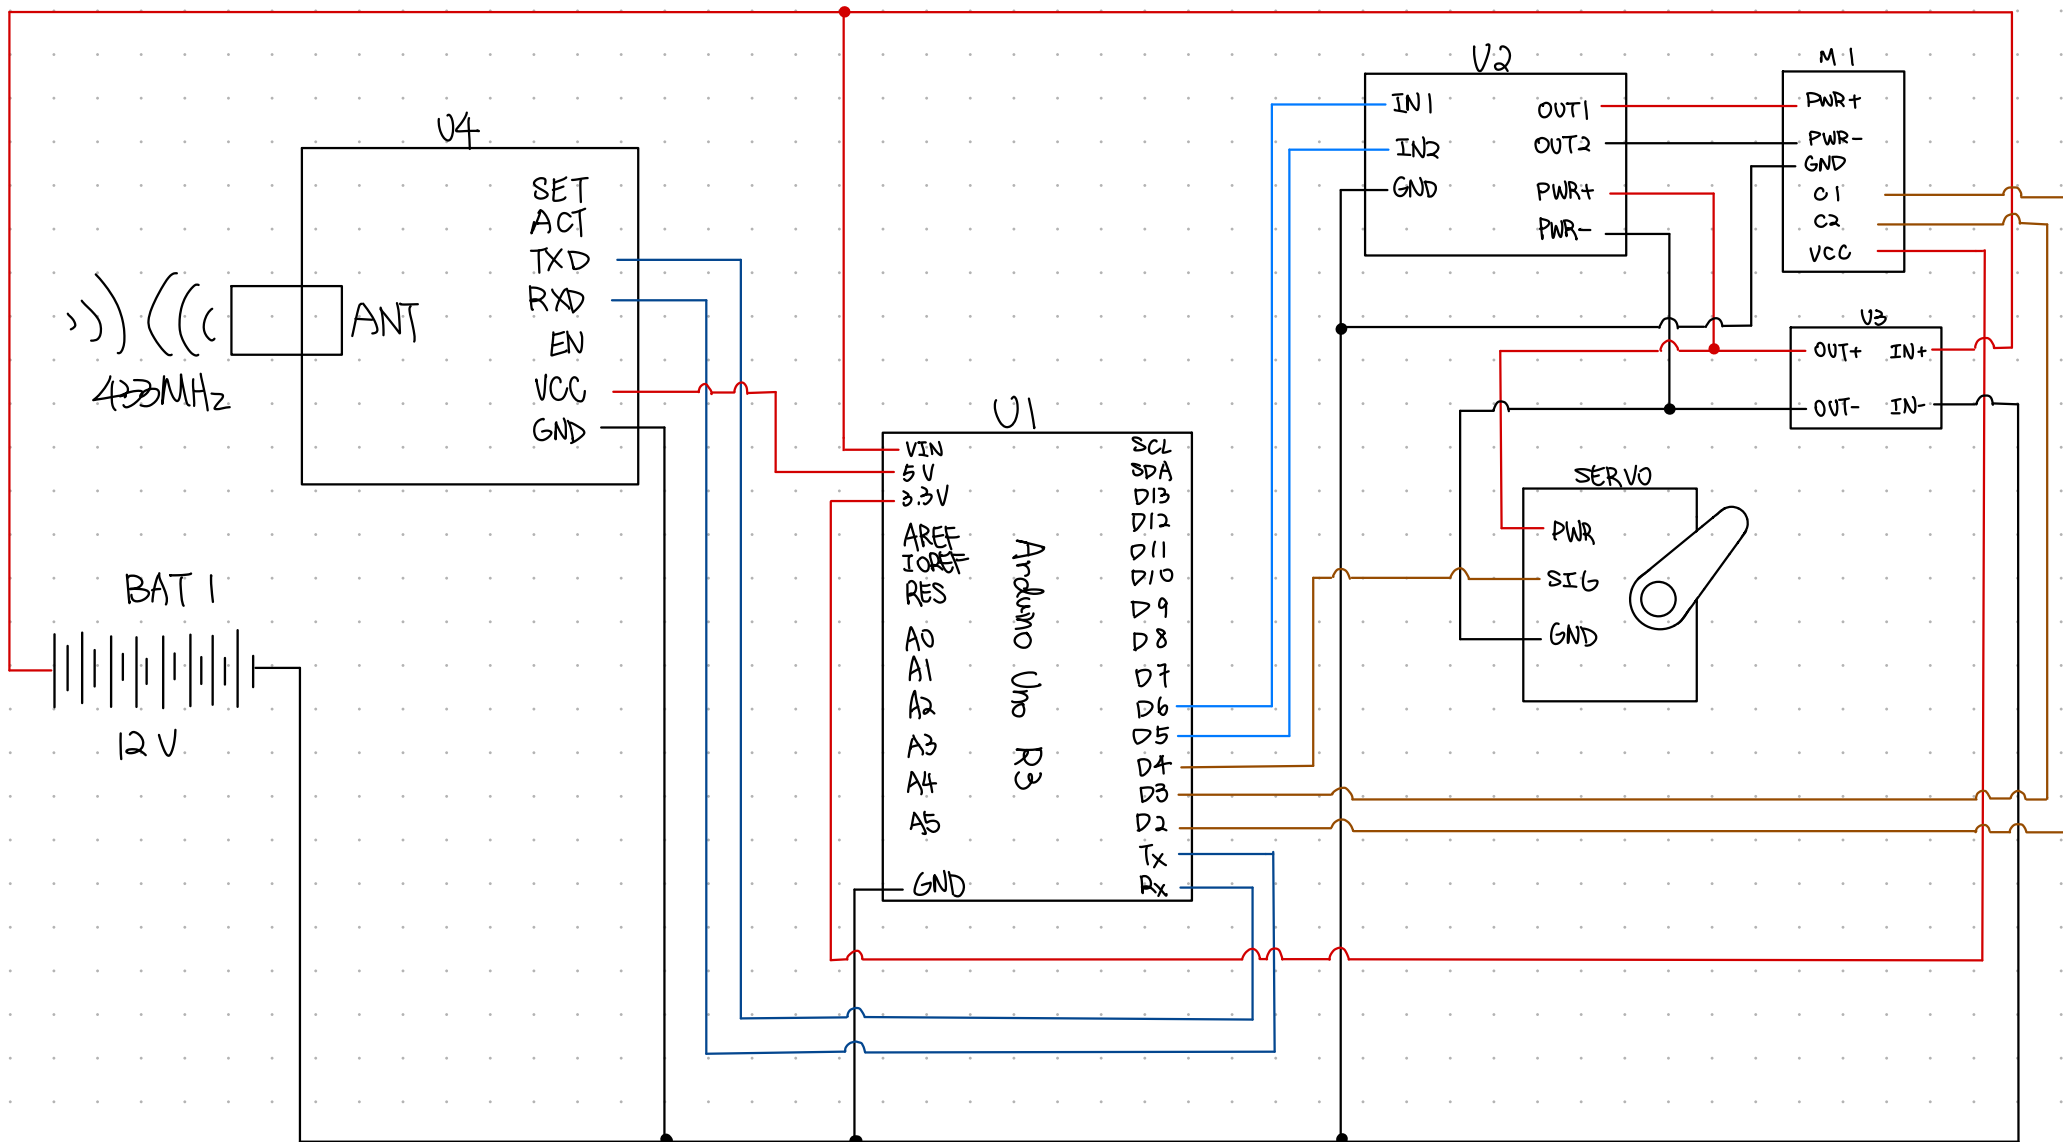 U4
SET
ACT
TXD
RXD
EN
VCC
GND
ANT
433MHz
BAT 1
12 V
U1
VIN
5V
3.3V
AREF
IOREF
RES
A0
A1
A2
A3
A4
A5
GND
Arduino Uno R3
SCL
SDA
D13
D12
D11
D10
D9
D8
D7
D6
D5
D4
D3
D2
Tx
Rx
U2
IN1
IN2
GND
OUT1
OUT2
PWR+
PWR-
M1
PWR+
PWR-
GND
C1
C2
VCC
U3
OUT+ IN+
OUT- IN-
SERVO
PWR
SIG
GND